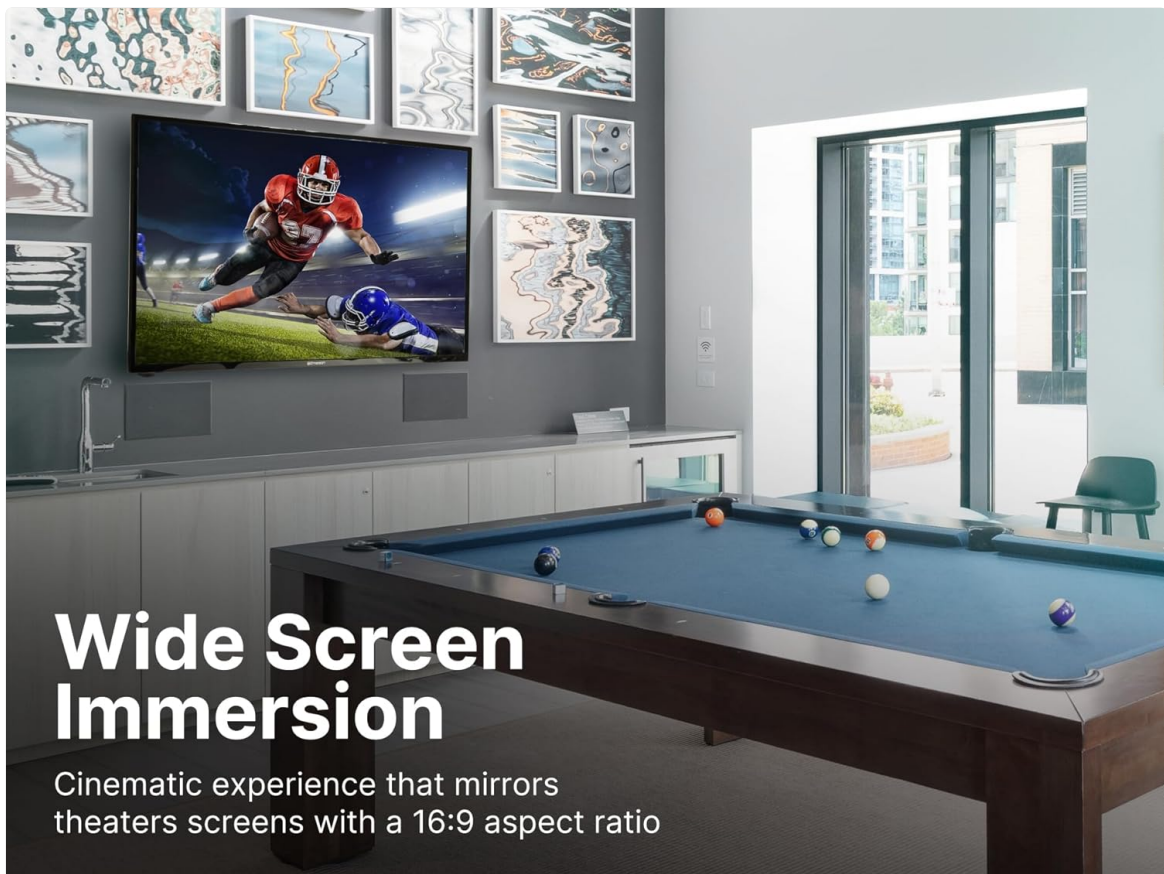 Wide Screen
Immersion
Cinematic experience that mirrors
theaters screens with a 16:9 aspect ratio